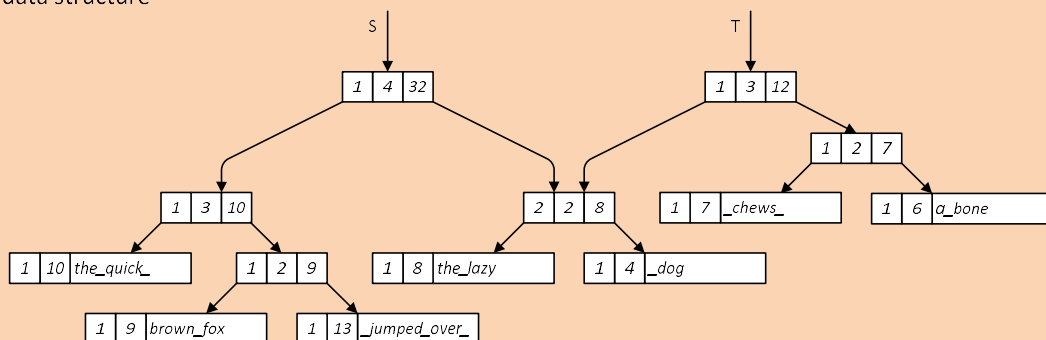 data structure
S T
1 4 32 1 3 12
1 2 7
1 3 10 2 2 8 1 7 _chews_ 1 6 a_bone
1 10 the_quick_ 1 2 9 1 8 the_lazy 1 4 _dog
1 9 brown_fox 1 13 _jumped_over_